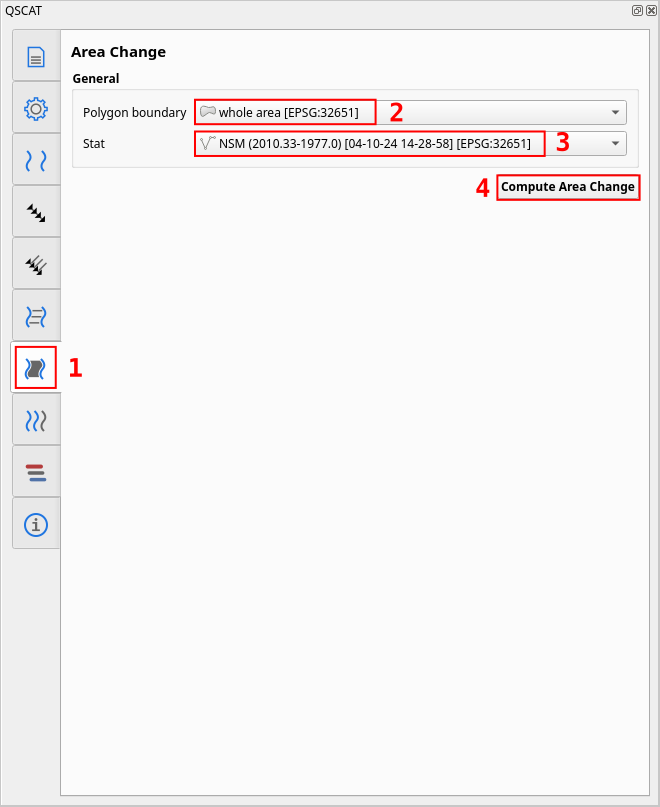 QSCAT
Area Change
General
Polygon boundary whole area [EPSG:32651] 2
Stat NSM (2010.33-1977.0) [04-10-24 14-28-58] [EPSG:32651] 3
4 Compute Area Change
1